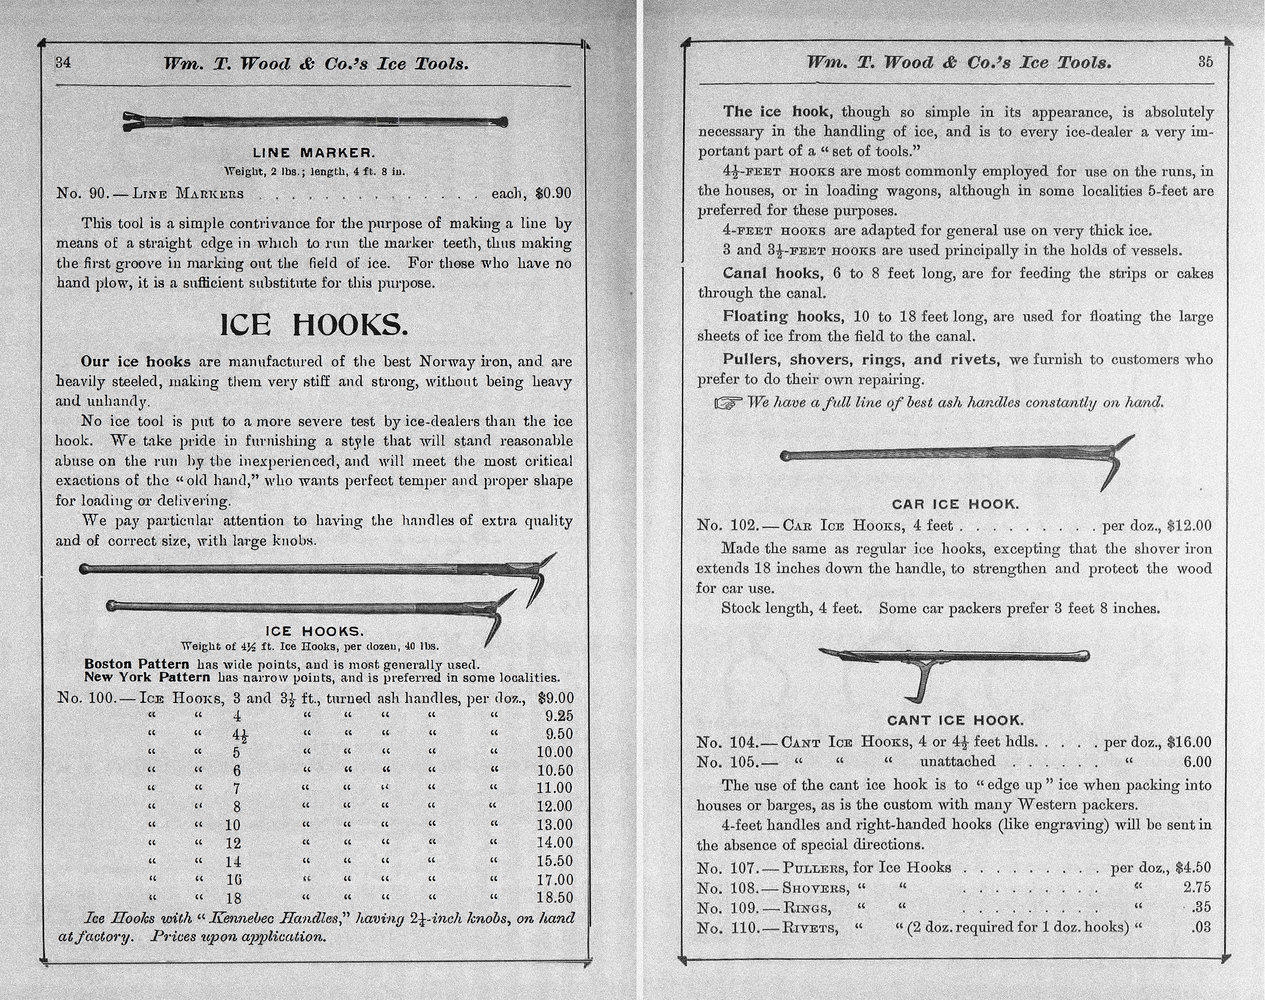 34
Wm. T. Wood & Co.'s Ice Tools.
LINE MARKER.
Weight, 2 lbs.; length, 4 ft. 8 in.
No. 90.—LINE MARKERS . . . . . . . . . . . . . . each, $0.90
This tool is a simple contrivance for the purpose of making a line by
means of a straight edge in which to run the marker teeth, thus making
the first groove in marking out the field of ice. For those who have no
hand plow, it is a sufficient substitute for this purpose.
ICE HOOKS.
Our ice hooks are manufactured of the best Norway iron, and are
heavily steeled, making them very stiff and strong, without being heavy
and unhandy.
No ice tool is put to a more severe test by ice-dealers than the ice
hook. We take pride in furnishing a style that will stand reasonable
abuse on the run by the inexperienced, and will meet the most critical
exactions of the "old hand," who wants perfect temper and proper shape
for loading or delivering.
We pay particular attention to having the handles of extra quality
and of correct size, with large knobs.
ICE HOOKS.
Weight of 4½ ft. Ice Hooks, per dozen, 40 lbs.
Boston Pattern has wide points, and is most generally used.
New York Pattern has narrow points, and is preferred in some localities.
No. 100.—ICE HOOKS, 3 and 3½ ft., turned ash handles, per doz., $9.00
" " 4 " " " " " 9.25
" " 4½ " " " " " 9.50
" " 5 " " " " " 10.00
" " 6 " " " " " 10.50
" " 7 " " " " " 11.00
" " 8 " " " " " 12.00
" " 10 " " " " " 13.00
" " 12 " " " " " 14.00
" " 14 " " " " " 15.50
" " 16 " " " " " 17.00
" " 18 " " " " " 18.50
Ice Hooks with "Kennebec Handles," having 2¼-inch knobs, on hand
at factory. Prices upon application.
Wm. T. Wood & Co.'s Ice Tools.
35
The ice hook, though so simple in its appearance, is absolutely
necessary in the handling of ice, and is to every ice-dealer a very im-
portant part of a "set of tools."
4½-FEET HOOKS are most commonly employed for use on the runs, in
the houses, or in loading wagons, although in some localities 5-feet are
preferred for these purposes.
4-FEET HOOKS are adapted for general use on very thick ice.
3 and 3½-FEET HOOKS are used principally in the holds of vessels.
Canal hooks, 6 to 8 feet long, are for feeding the strips or cakes
through the canal.
Floating hooks, 10 to 18 feet long, are used for floating the large
sheets of ice from the field to the canal.
Pullers, shovers, rings, and rivets, we furnish to customers who
prefer to do their own repairing.
☞ We have a full line of best ash handles constantly on hand.
CAR ICE HOOK.
No. 102.—CAR ICE HOOKS, 4 feet . . . . . . . . . per doz., $12.00
Made the same as regular ice hooks, excepting that the shover iron
extends 18 inches down the handle, to strengthen and protect the wood
for car use.
Stock length, 4 feet. Some car packers prefer 3 feet 8 inches.
CANT ICE HOOK.
No. 104.—CANT ICE HOOKS, 4 or 4½ feet hdls. . . . . per doz., $16.00
No. 105.— " " " unattached . . . . . . " 6.00
The use of the cant ice hook is to "edge up" ice when packing into
houses or barges, as is the custom with many Western packers.
4-feet handles and right-handed hooks (like engraving) will be sent in
the absence of special directions.
No. 107.—PULLERS, for Ice Hooks . . . . . . . . . per doz., $4.50
No. 108.—SHOVERS, " " . . . . . . . . . " 2.75
No. 109.—RINGS, " " . . . . . . . . . " .35
No. 110.—RIVETS, " " (2 doz. required for 1 doz. hooks) " .03